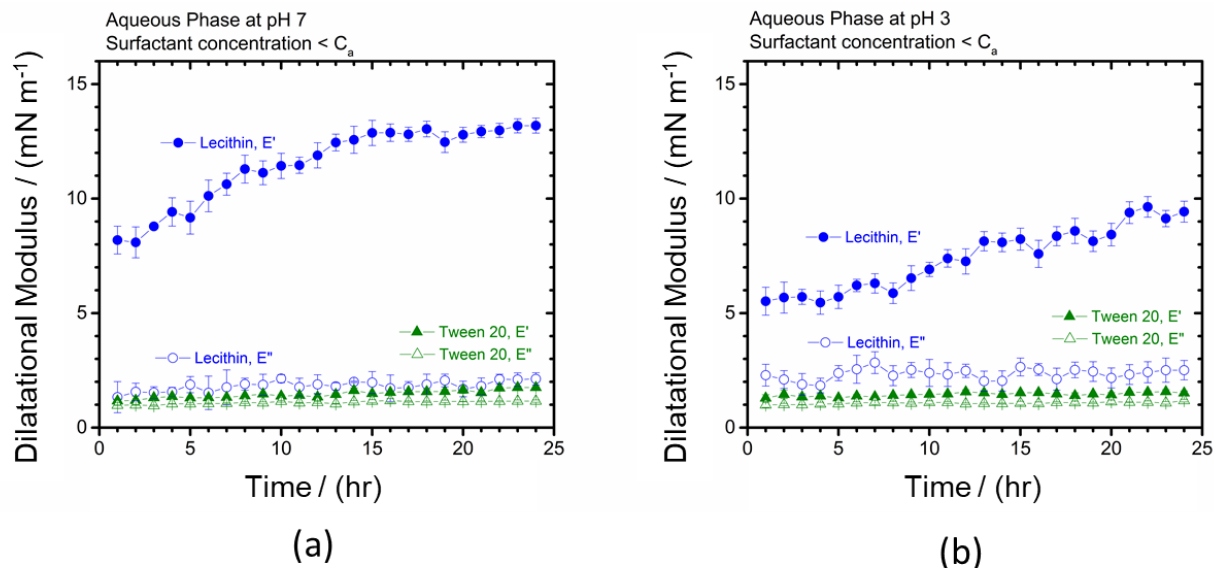 Aqueous Phase at pH 7
Surfactant concentration < Cₐ
Dilatational Modulus / (mN m⁻¹)
15
10
5
0
Lecithin, E'
Tween 20, E'
Tween 20, E"
Lecithin, E"
0 5 10 15 20 25
Time / (hr)
(a)
Aqueous Phase at pH 3
Surfactant concentration < Cₐ
Dilatational Modulus / (mN m⁻¹)
15
10
5
0
Lecithin, E'
Tween 20, E'
Tween 20, E"
Lecithin, E"
0 5 10 15 20 25
Time / (hr)
(b)